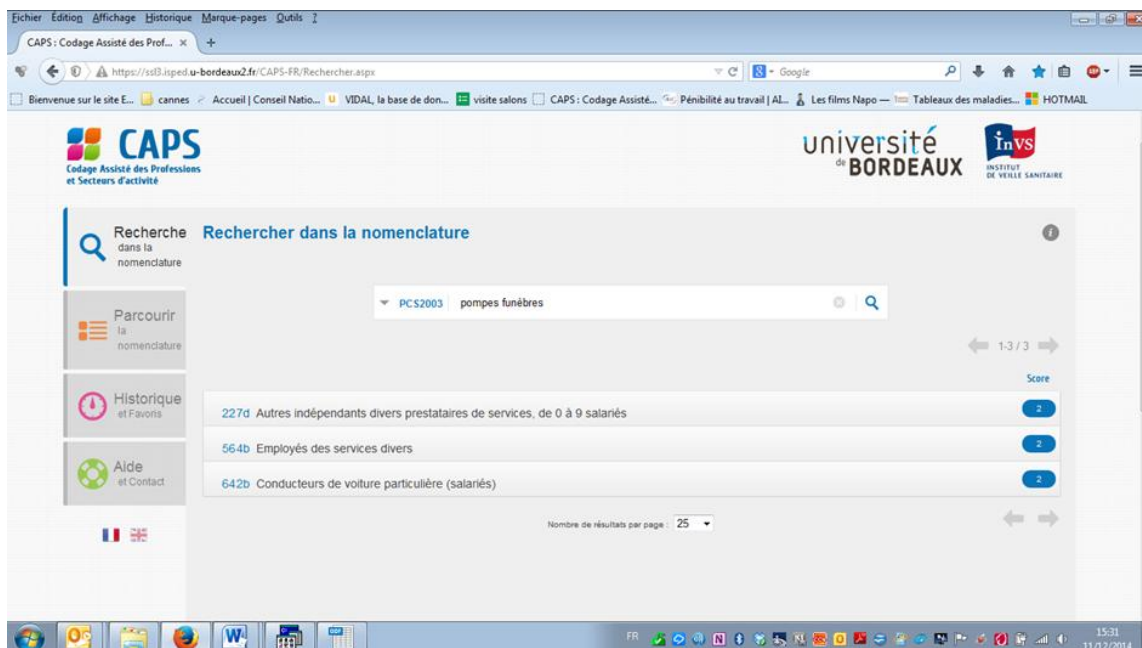 Fichier Édition Affichage Historique Marque-pages Outils ?
CAPS : Codage Assisté des Prof... × +
https://ssl3.isped.u-bordeaux2.fr/CAPS-FR/Rechercher.aspx
Google
Bienvenue sur le site E... cannes Accueil | Conseil Natio... VIDAL, la base de don... visite salons CAPS : Codage Assisté... Pénibilité au travail | AI... Les films Napo — Tableaux des maladies... HOTMAIL
CAPS
Codage Assisté des Professions
et Secteurs d'activité
université
de BORDEAUX
InVS
INSTITUT
DE VEILLE SANITAIRE
Recherche
dans la
nomenclature
Rechercher dans la nomenclature
PCS2003 pompes funèbres
Parcourir
la
nomenclature
1-3 / 3
Score
Historique
et Favoris
227d Autres indépendants divers prestataires de services, de 0 à 9 salariés 2
564b Employés des services divers 2
642b Conducteurs de voiture particulière (salariés) 2
Aide
et Contact
Nombre de résultats par page : 25
FR
15:31
11/12/2014